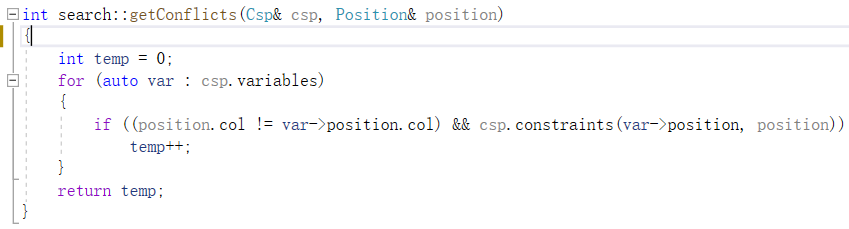 int search::getConflicts(Csp& csp, Position& position)
{
    int temp = 0;
    for (auto var : csp.variables)
    {
        if ((position.col != var->position.col) && csp.constraints(var->position, position))
            temp++;
    }
    return temp;
}